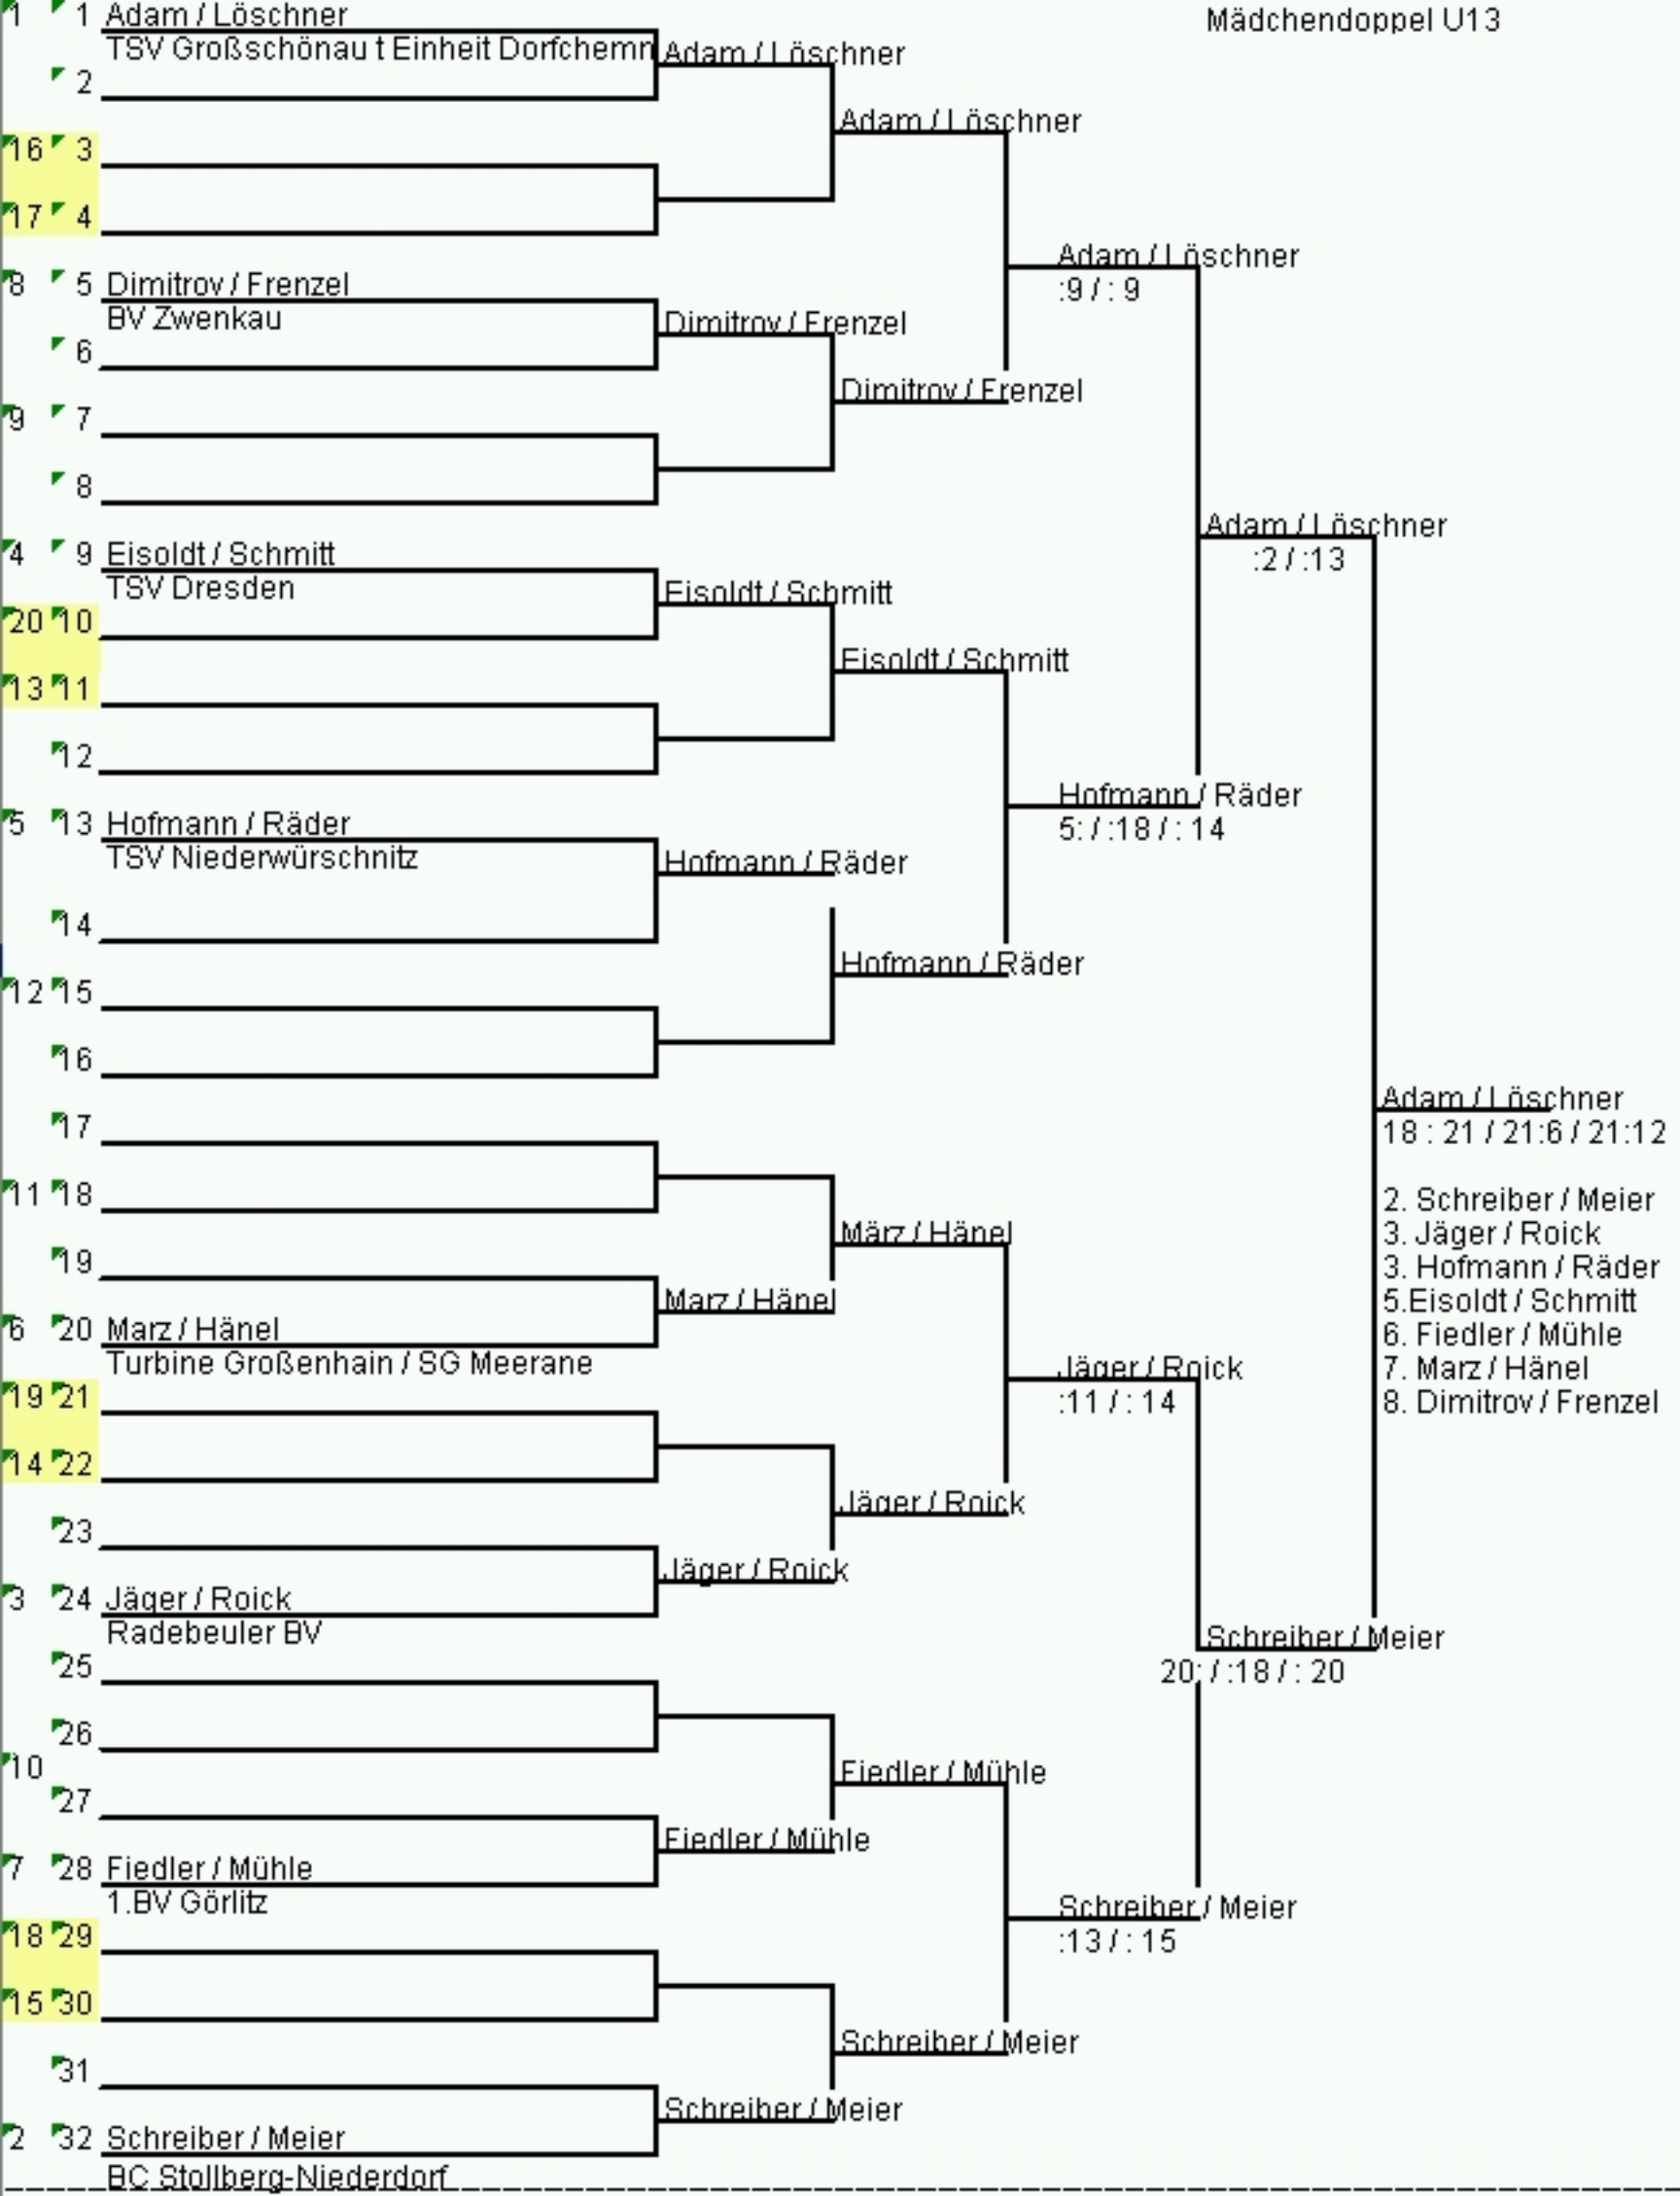 Mädchendoppel U13
1 1 Adam / Löschner
TSV Großschönau t Einheit Dorfchemn
Adam / Löschner
2
Adam / Löschner
16 3
17 4
Adam / Löschner
:9 / : 9
8 5 Dimitrov / Frenzel
BV Zwenkau
Dimitrov / Frenzel
6
Dimitrov / Frenzel
9 7
8
Adam / Löschner
:2 / :13
4 9 Eisoldt / Schmitt
TSV Dresden
Eisoldt / Schmitt
20 10
Eisoldt / Schmitt
13 11
12
Hofmann / Räder
5: / :18 / : 14
5 13 Hofmann / Räder
TSV Niederwürschnitz
Hofmann / Räder
14
Hofmann / Räder
12 15
16
Adam / Löschner
18 : 21 / 21:6 / 21:12
17
11 18
2. Schreiber / Meier
3. Jäger / Roick
3. Hofmann / Räder
5.Eisoldt / Schmitt
6. Fiedler / Mühle
7. Marz / Hänel
8. Dimitrov / Frenzel
März / Hänel
19
Marz / Hänel
6 20 Marz / Hänel
Turbine Großenhain / SG Meerane
Jäger / Roick
:11 / : 14
19 21
14 22
Jäger / Roick
23
Jäger / Roick
3 24 Jäger / Roick
Radebeuler BV
Schreiber / Meier
20: / :18 / : 20
25
26
10
Fiedler / Mühle
27
Fiedler / Mühle
7 28 Fiedler / Mühle
1.BV Görlitz
Schreiber / Meier
:13 / : 15
18 29
15 30
Schreiber / Meier
31
Schreiber / Meier
2 32 Schreiber / Meier
BC Stollberg-Niederdorf